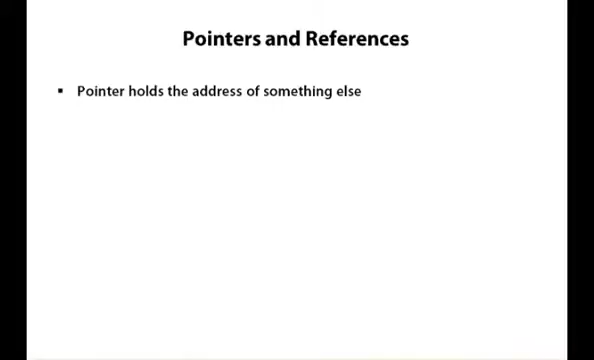 Pointers and References
▪ Pointer holds the address of something else